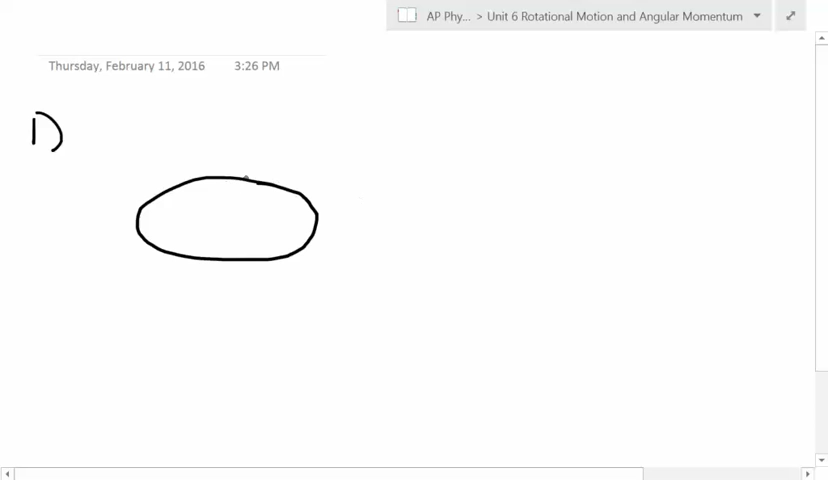 AP Phy... > Unit 6 Rotational Motion and Angular Momentum
Thursday, February 11, 2016 3:26 PM
1)